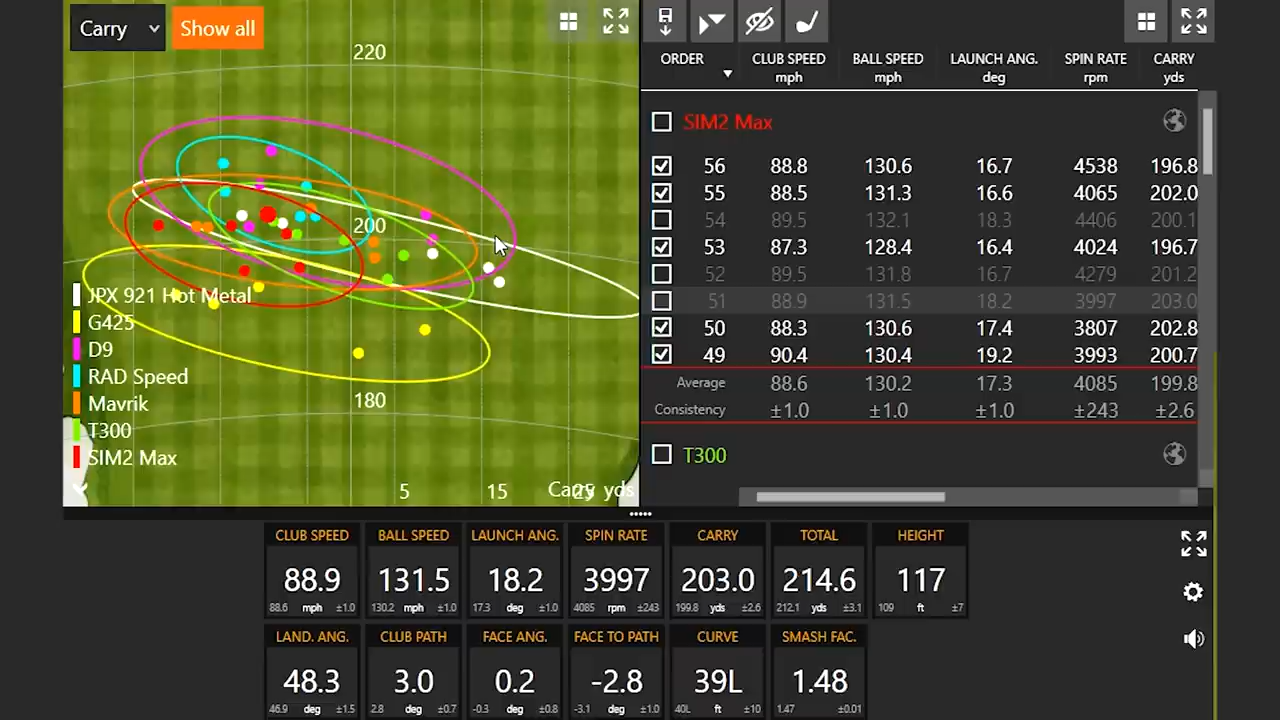 Carry
Show all
220
200
180
JPX 921 Hot Metal
G425
D9
RAD Speed
Mavrik
T300
SIM2 Max
5 15 25
Carry yds
ORDER CLUB SPEED BALL SPEED LAUNCH ANG. SPIN RATE CARRY
mph mph deg rpm yds
SIM2 Max
56 88.8 130.6 16.7 4538 196.8
55 88.5 131.3 16.6 4065 202.0
54 89.5 132.1 18.3 4406 200.1
53 87.3 128.4 16.4 4024 196.7
52 89.5 131.8 16.7 4279 201.2
51 88.9 131.5 18.2 3997 203.0
50 88.3 130.6 17.4 3807 202.8
49 90.4 130.4 19.2 3993 200.7
Average 88.6 130.2 17.3 4085 199.8
Consistency ±1.0 ±1.0 ±1.0 ±243 ±2.6
T300
CLUB SPEED BALL SPEED LAUNCH ANG. SPIN RATE CARRY TOTAL HEIGHT
88.9 131.5 18.2 3997 203.0 214.6 117
88.6 mph ±1.0 130.2 mph ±1.0 17.3 deg ±1.0 4085 rpm ±243 199.8 yds ±2.6 212.1 yds ±3.1 109 ft ±7
LAND. ANG. CLUB PATH FACE ANG. FACE TO PATH CURVE SMASH FAC.
48.3 3.0 0.2 -2.8 39L 1.48
46.9 deg ±1.5 2.8 deg ±0.7 -0.3 deg ±0.8 -3.1 deg ±1.0 40L ft ±10 1.47 ±0.01